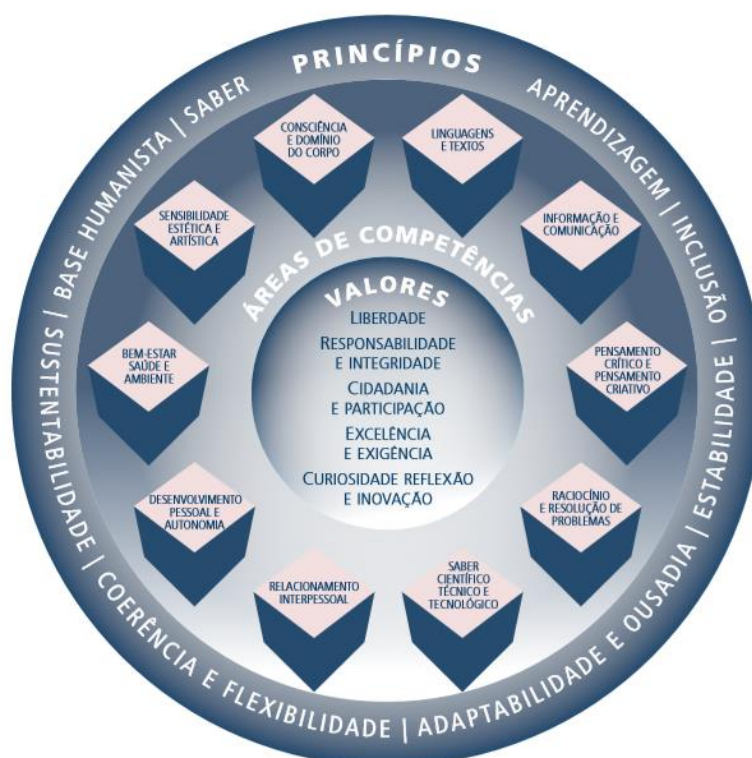 PRINCÍPIOS
BASE HUMANISTA | SABER
APRENDIZAGEM | INCLUSÃO |
ESTABILIDADE |
ADAPTABILIDADE E OUSADIA |
COERÊNCIA E FLEXIBILIDADE |
SUSTENTABILIDADE |
CONSCIÊNCIA
E DOMÍNIO
DO CORPO
LINGUAGENS
E TEXTOS
SENSIBILIDADE
ESTÉTICA E
ARTÍSTICA
INFORMAÇÃO E
COMUNICAÇÃO
ÁREAS DE COMPETÊNCIAS
VALORES
LIBERDADE
RESPONSABILIDADE
E INTEGRIDADE
CIDADANIA
E PARTICIPAÇÃO
EXCELÊNCIA
E EXIGÊNCIA
CURIOSIDADE REFLEXÃO
E INOVAÇÃO
BEM-ESTAR
SAÚDE E
AMBIENTE
PENSAMENTO
CRÍTICO E
PENSAMENTO
CRIATIVO
DESENVOLVIMENTO
PESSOAL E
AUTONOMIA
RACIOCÍNIO
E RESOLUÇÃO DE
PROBLEMAS
RELACIONAMENTO
INTERPESSOAL
SABER
CIENTÍFICO
TÉCNICO E
TECNOLÓGICO